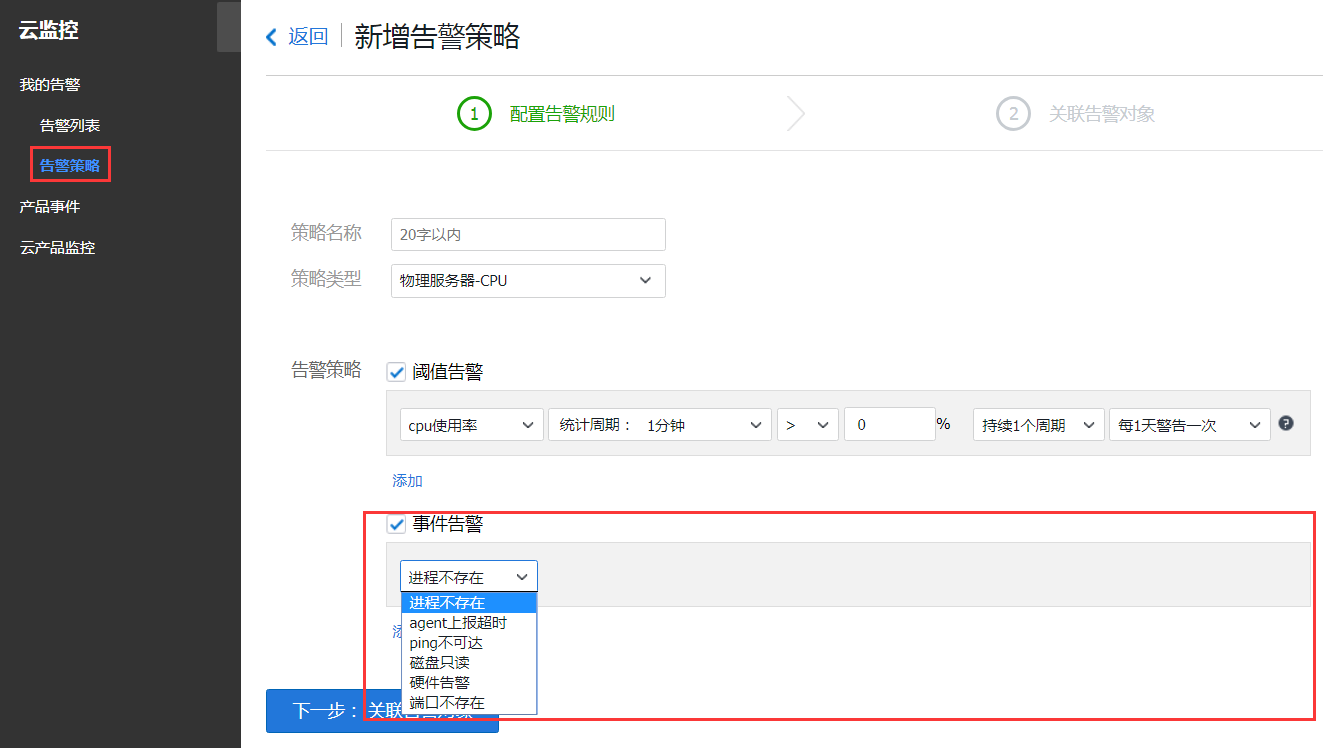 云监控
我的告警
告警列表
告警策略
产品事件
云产品监控
返回 新增告警策略
1 配置告警规则 2 关联告警对象
策略名称 20字以内
策略类型 物理服务器-CPU
告警策略 阈值告警
cpu使用率 统计周期： 1分钟 > 0 % 持续1个周期 每1天警告一次 ?
添加
事件告警
进程不存在
进程不存在
agent上报超时
ping不可达
磁盘只读
硬件告警
端口不存在
下一步： 关联